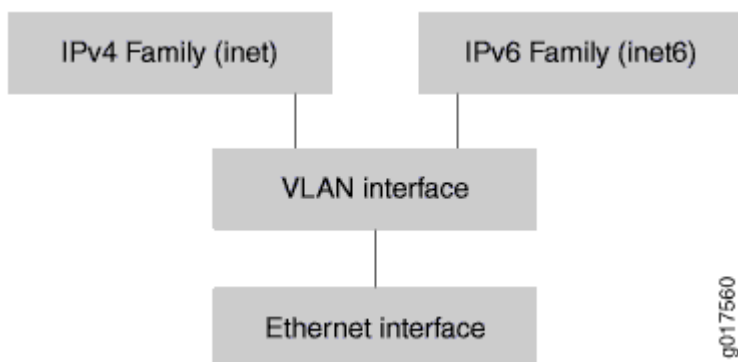 IPv4 Family (inet)
IPv6 Family (inet6)
VLAN interface
Ethernet interface
g017560